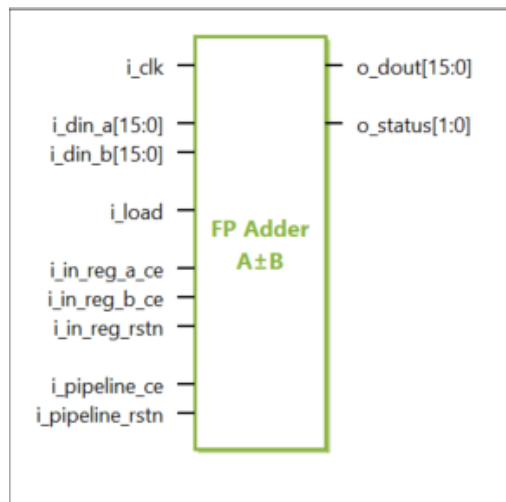 i_clk
o_dout[15:0]
i_din_a[15:0]
o_status[1:0]
i_din_b[15:0]
i_load
FP Adder
A±B
i_in_reg_a_ce
i_in_reg_b_ce
i_in_reg_rstn
i_pipeline_ce
i_pipeline_rstn